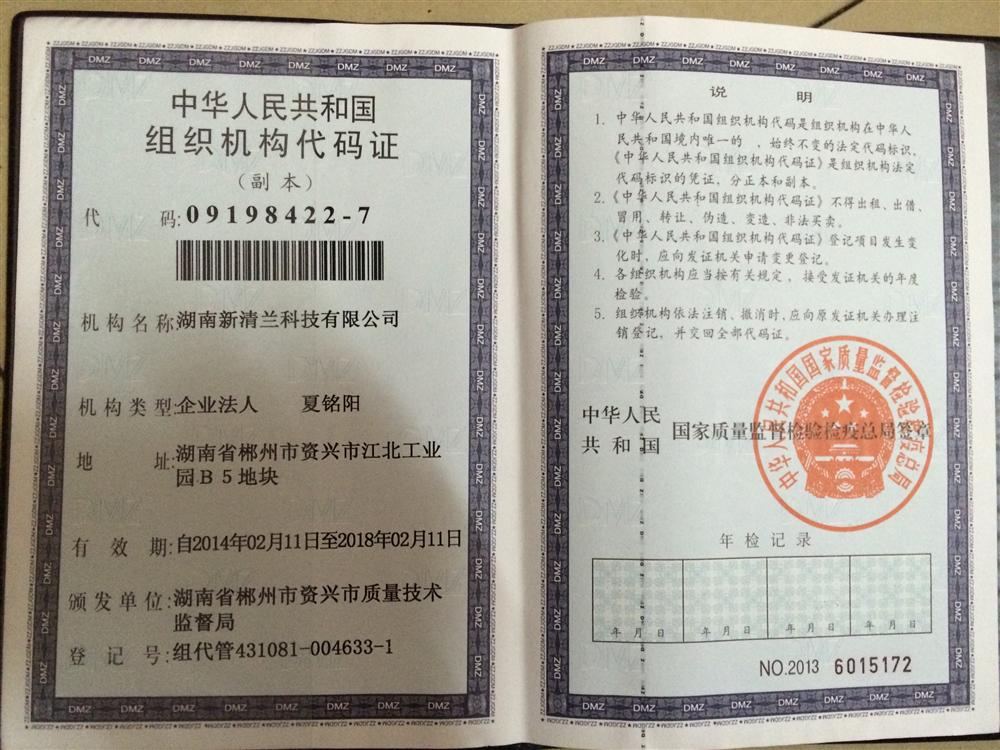 中华人民共和国
组织机构代码证
（副本）
代 码:09198422-7
机构名称:湖南新清兰科技有限公司
机构类型:企业法人 夏铭阳
地 址:湖南省郴州市资兴市江北工业
园B5地块
有 效 期:自2014年02月11日至2018年02月11日
颁发单位:湖南省郴州市资兴市质量技术
监督局
登 记 号:组代管431081-004633-1
说 明
1. 中华人民共和国组织机构代码是组织机构在中华人
民共和国境内唯一的、始终不变的法定代码标识，
《中华人民共和国组织机构代码证》是组织机构法定
代码标识的凭证，分正本和副本。
2.《中华人民共和国组织机构代码证》不得出租、出借、
冒用、转让、伪造、变造、非法买卖。
3.《中华人民共和国组织机构代码证》登记项目发生变
化时，应向发证机关申请变更登记。
4. 各组织机构应当按有关规定，接受发证机关的年度
检验。
5. 组织机构依法注销、撤消时，应向原发证机关办理注
销登记，并交回全部代码证。
中华人民
共和国 国家质量监督检验检疫总局签章
中华人民共和国国家质量监督检验检疫总局
年检记录
年 月 日 年 月 日 年 月 日 年 月 日
NO.2013 6015172